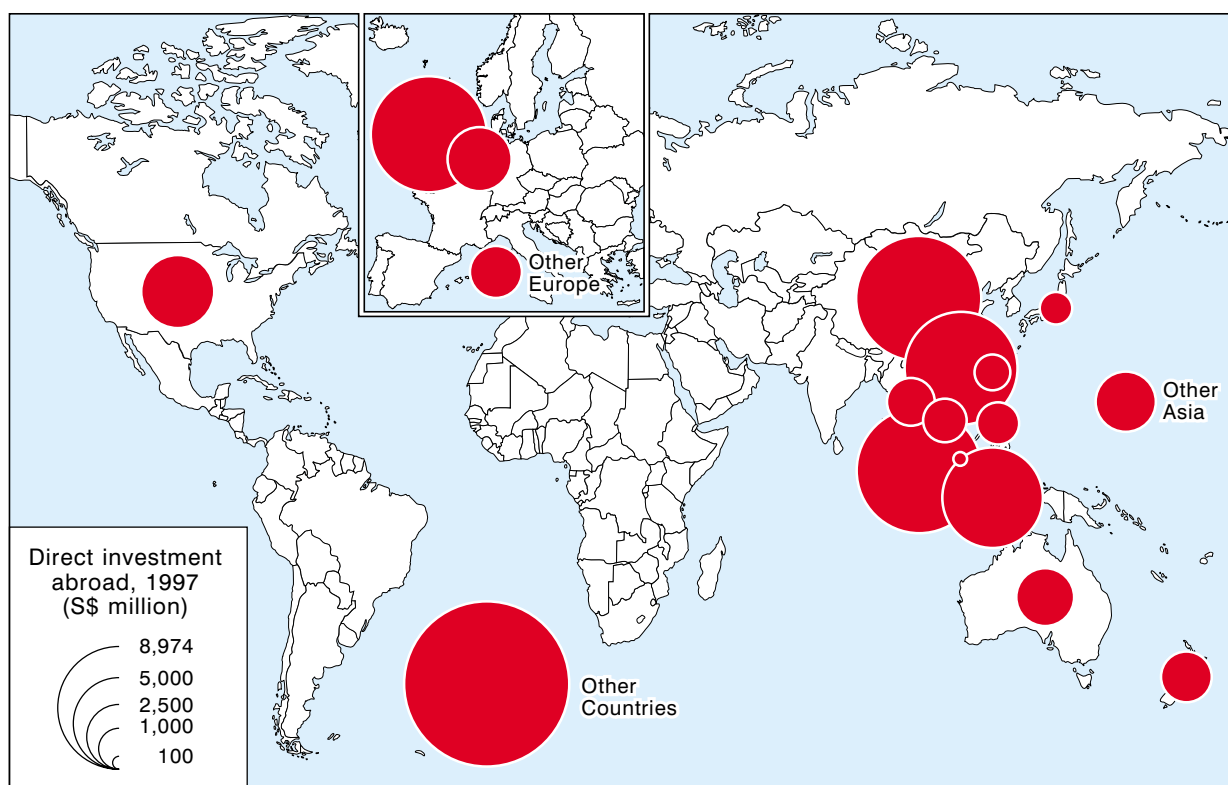 Other
Europe
Other
Asia
Direct investment
abroad, 1997
(S$ million)
8,974
5,000
2,500
1,000
100
Other
Countries